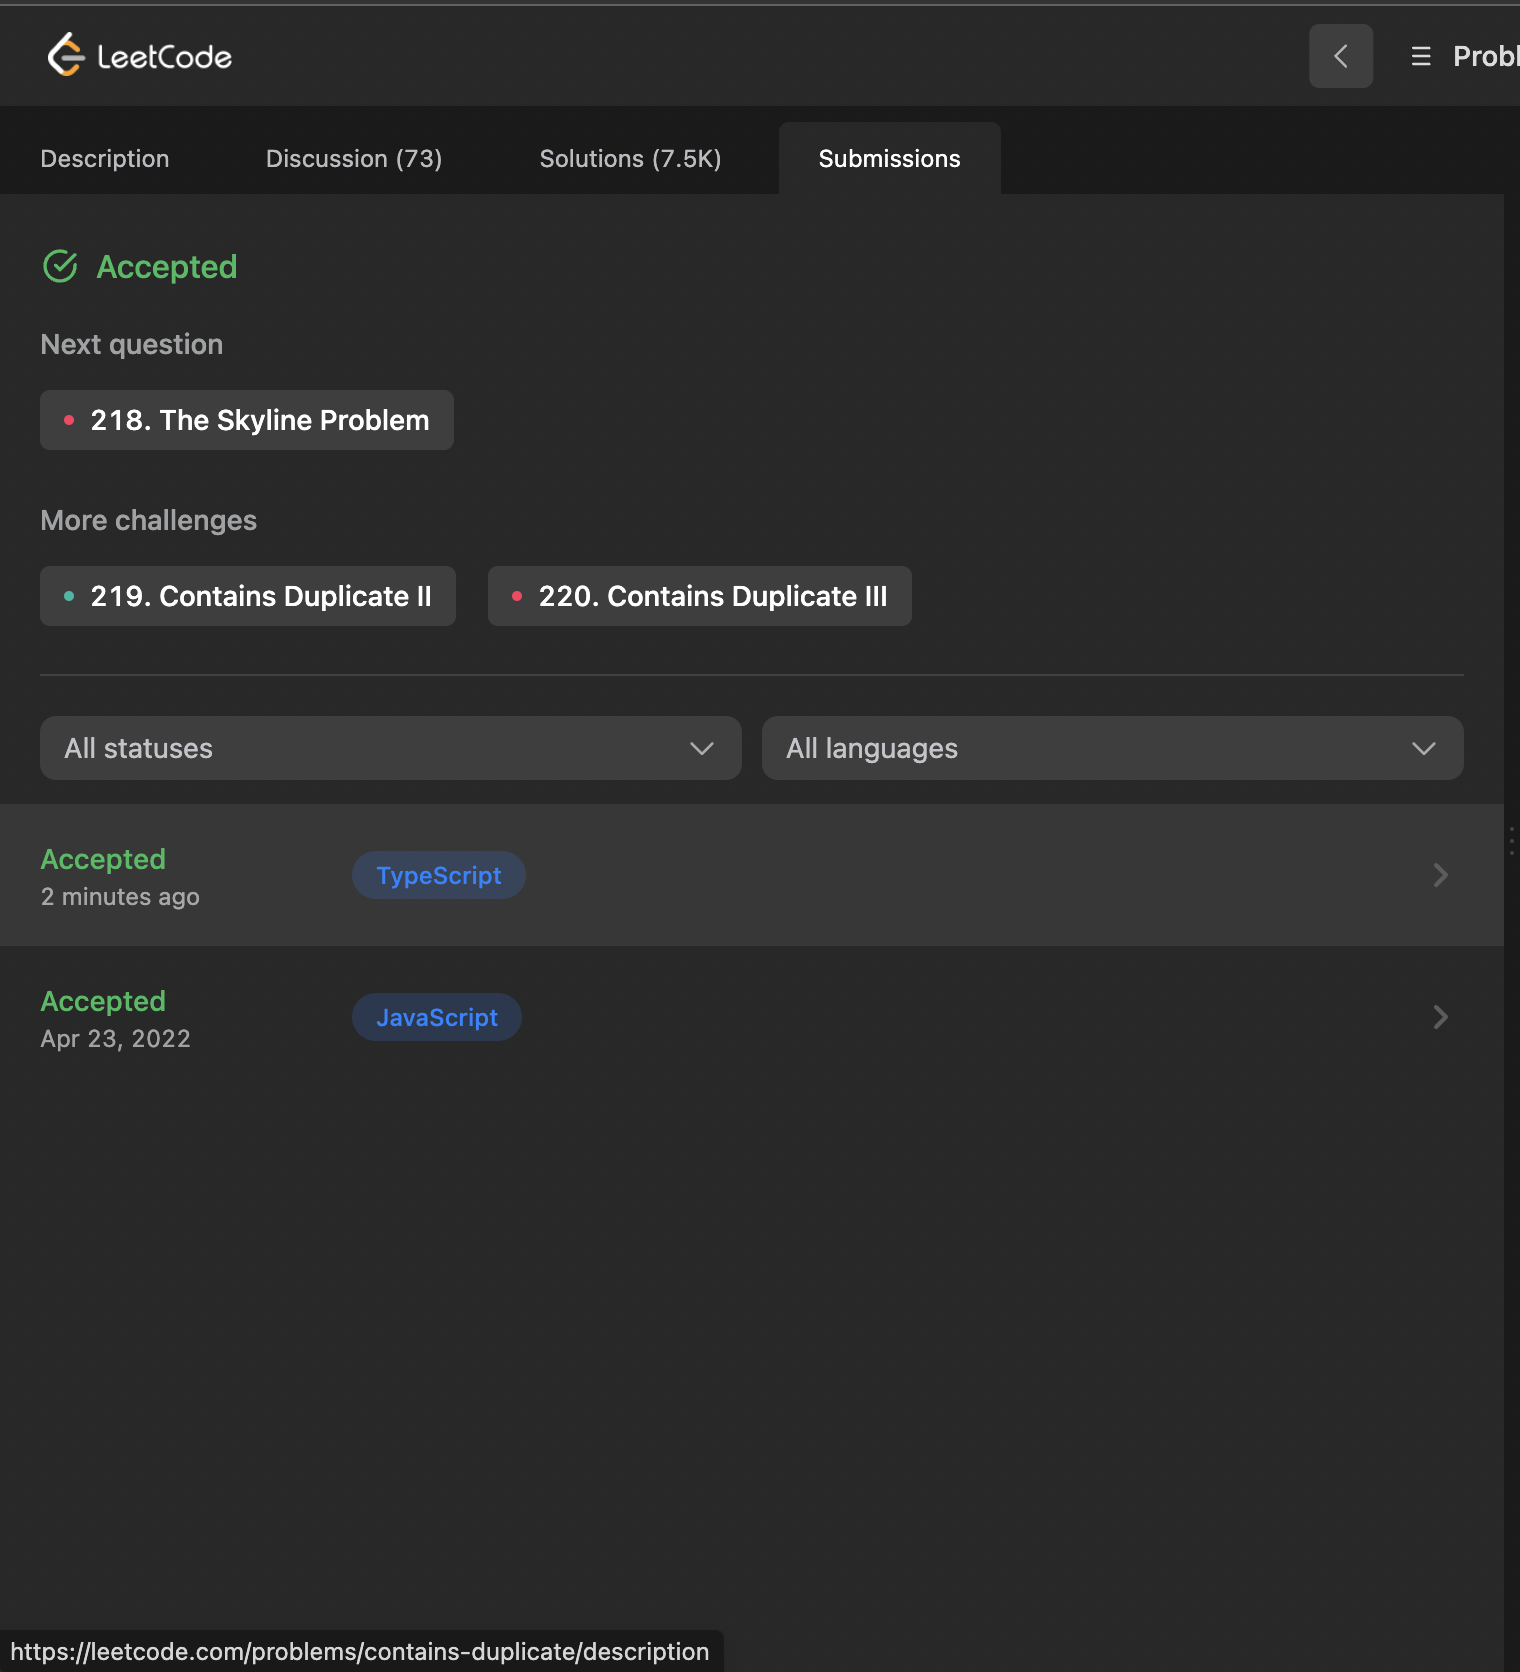 LeetCode
Probl
Description Discussion (73) Solutions (7.5K) Submissions
Accepted
Next question
218. The Skyline Problem
More challenges
219. Contains Duplicate II 220. Contains Duplicate III
All statuses All languages
Accepted
2 minutes ago
TypeScript
Accepted
Apr 23, 2022
JavaScript
https://leetcode.com/problems/contains-duplicate/description